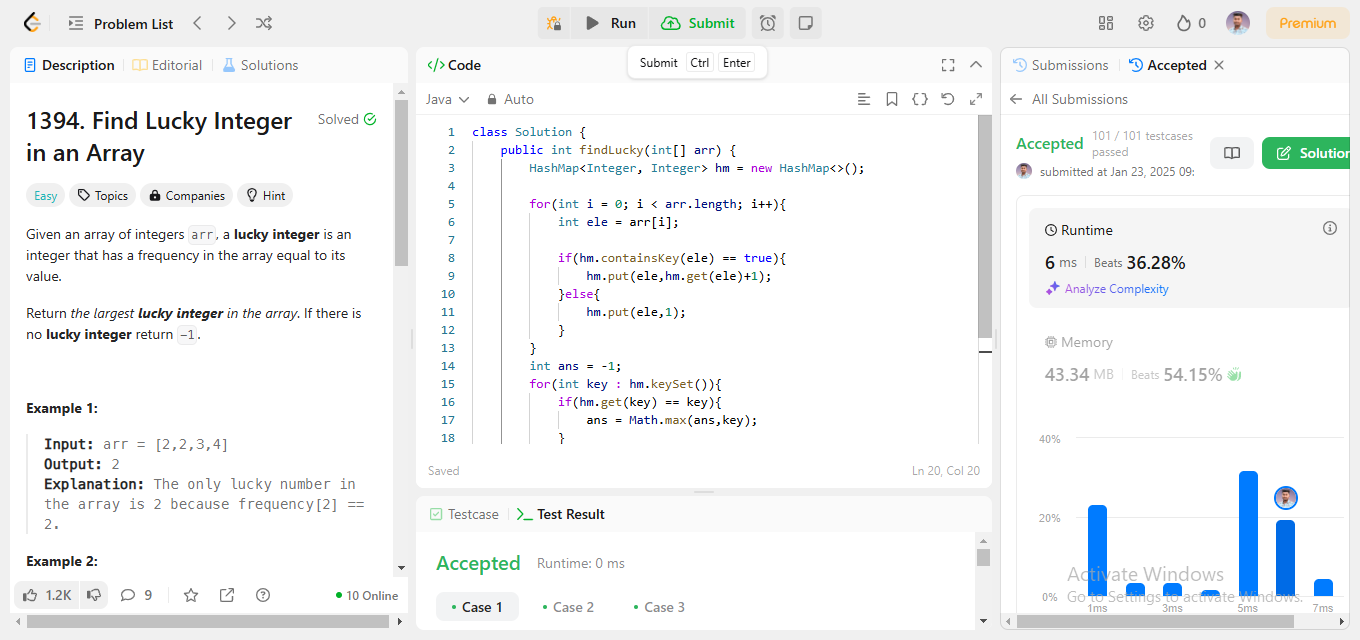 Problem List
Run
Submit
0
Premium
Description
Editorial
Solutions
1394. Find Lucky Integer
in an Array
Solved
Easy
Topics
Companies
Hint
Given an array of integers arr, a lucky integer is an
integer that has a frequency in the array equal to its
value.
Return the largest lucky integer in the array. If there is
no lucky integer return -1.
Example 1:
Input: arr = [2,2,3,4]
Output: 2
Explanation: The only lucky number in
the array is 2 because frequency[2] ==
2.
Example 2:
1.2K
9
10 Online
Code
Submit Ctrl Enter
Java
Auto
1 class Solution {
2 public int findLucky(int[] arr) {
3 HashMap<Integer, Integer> hm = new HashMap<>();
4
5 for(int i = 0; i < arr.length; i++){
6 int ele = arr[i];
7
8 if(hm.containsKey(ele) == true){
9 hm.put(ele,hm.get(ele)+1);
10 }else{
11 hm.put(ele,1);
12 }
13 }
14 int ans = -1;
15 for(int key : hm.keySet()){
16 if(hm.get(key) == key){
17 ans = Math.max(ans,key);
18 }
Saved
Ln 20, Col 20
Testcase
Test Result
Accepted
Runtime: 0 ms
Case 1
Case 2
Case 3
Submissions
Accepted
All Submissions
Accepted
101 / 101 testcases
passed
submitted at Jan 23, 2025 09:
Solution
Runtime
6 ms
Beats 36.28%
Analyze Complexity
Memory
43.34 MB
Beats 54.15%
40%
20%
0%
1ms
3ms
5ms
7ms
Activate Windows
Go to Settings to activate Windows.